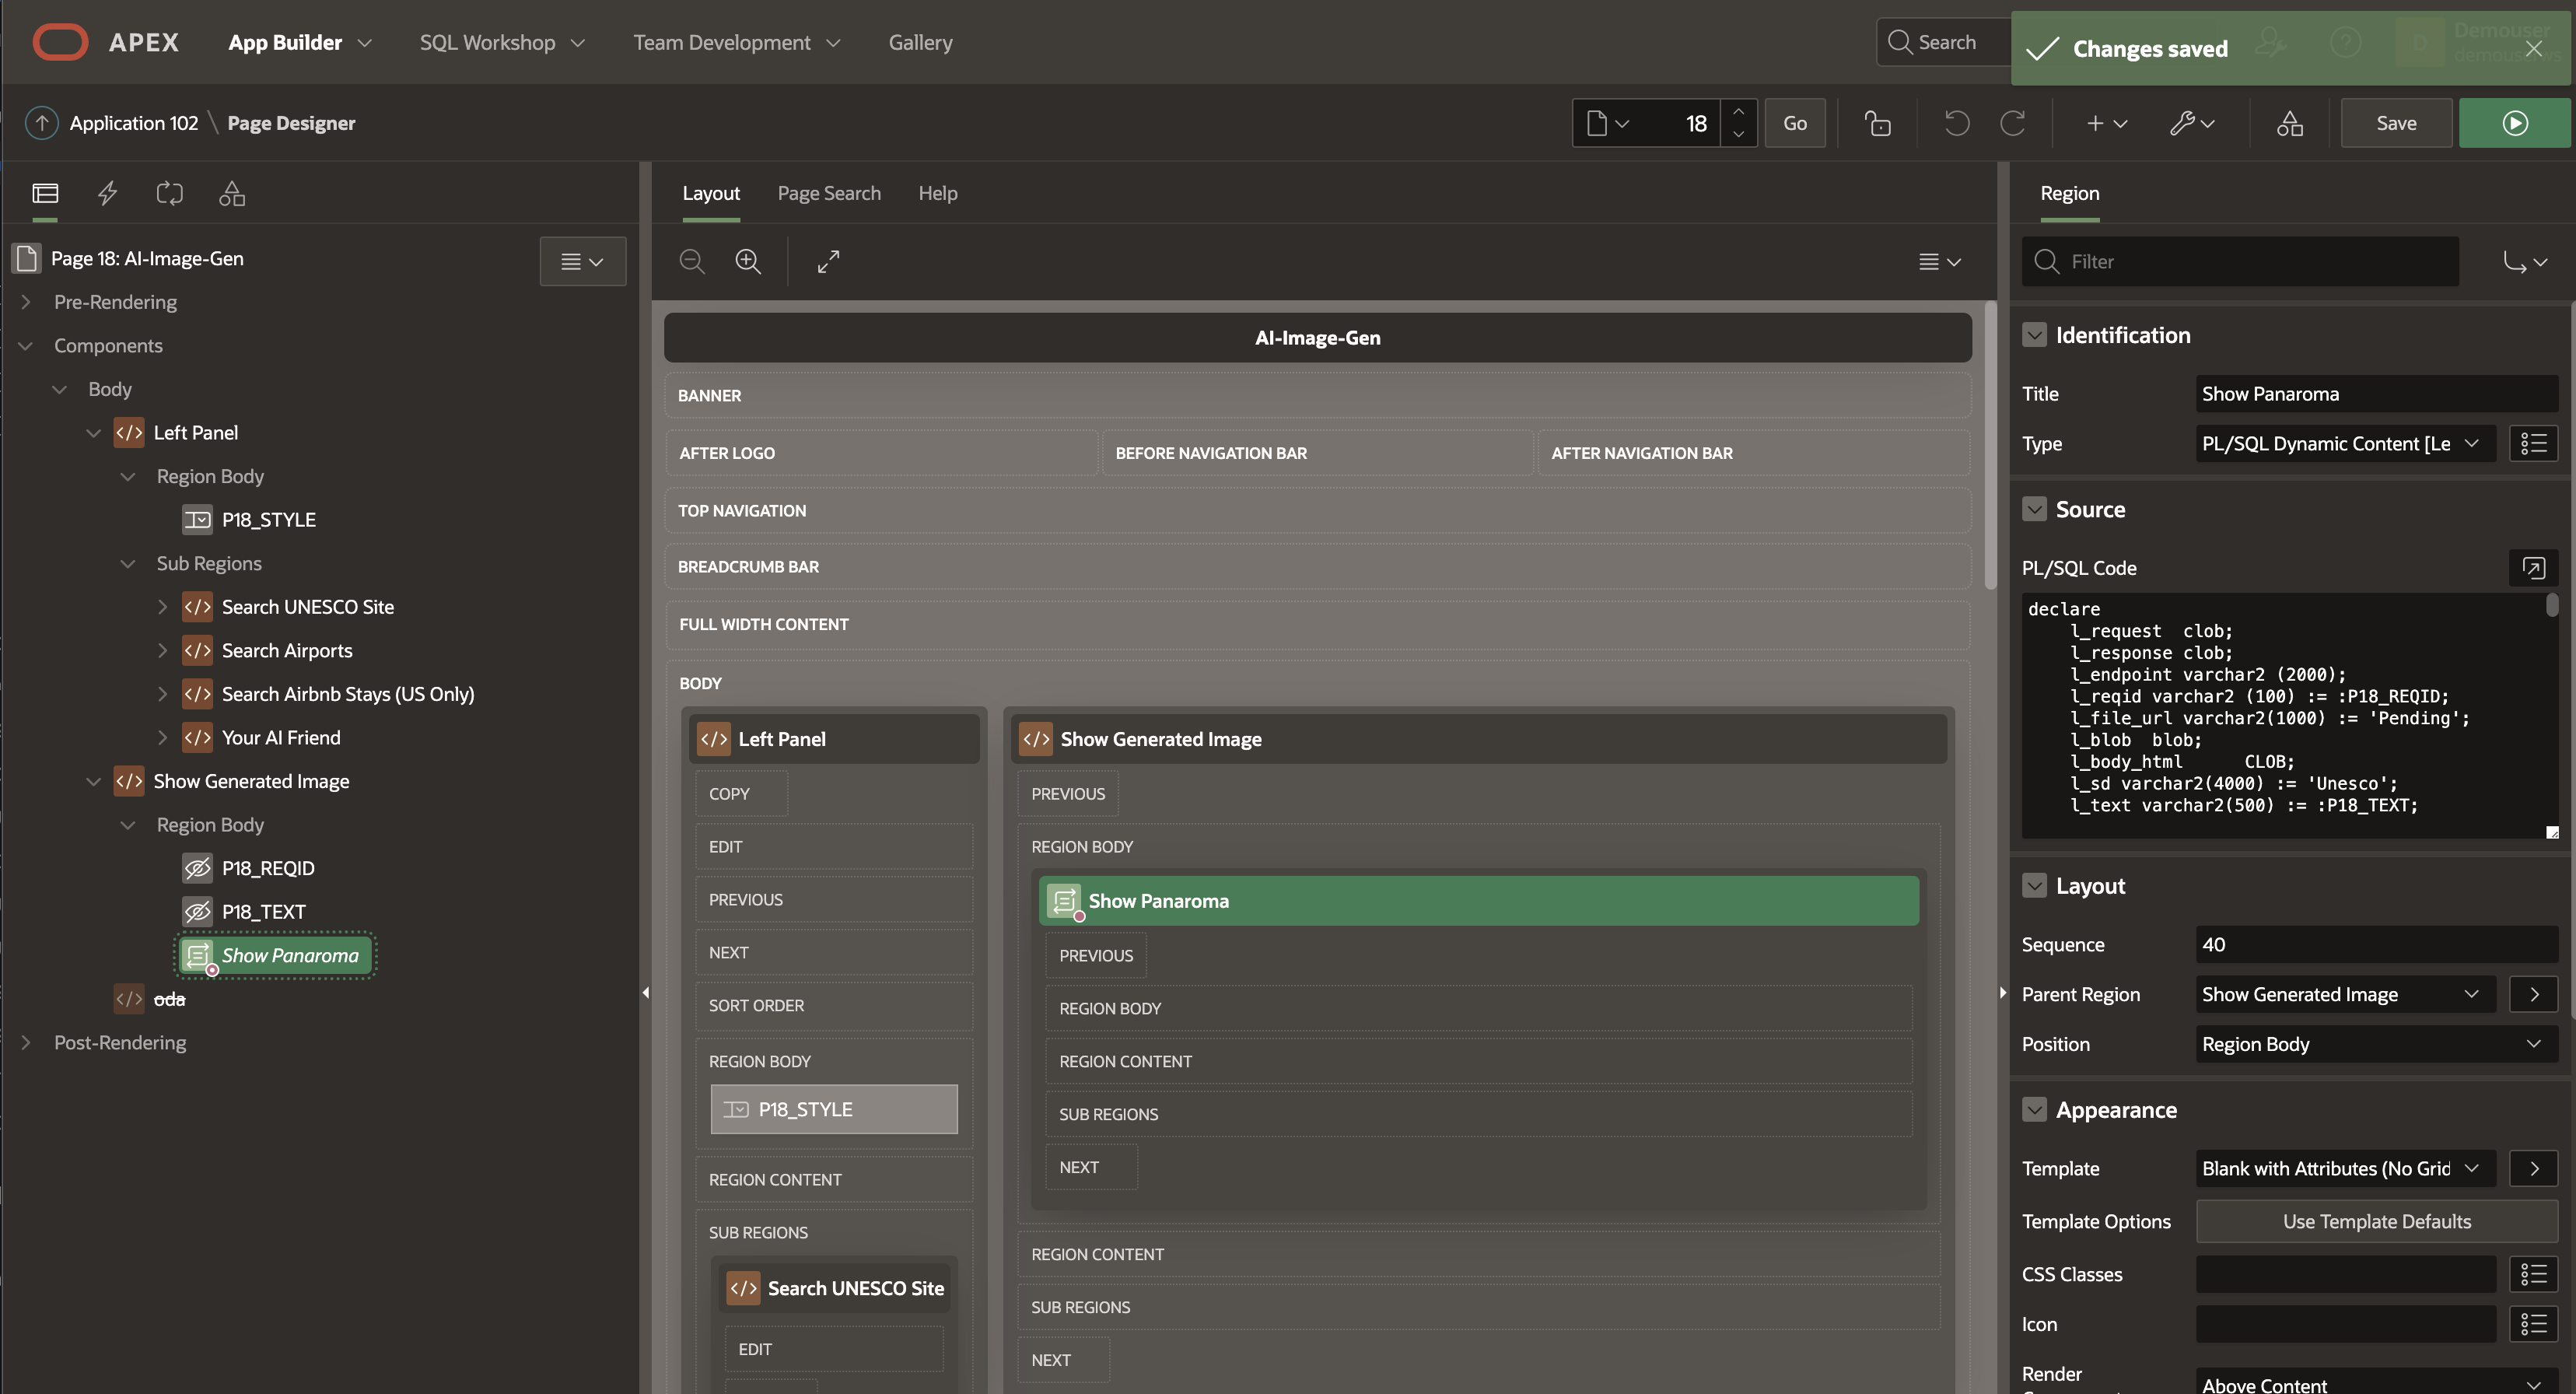 APEX
App Builder
SQL Workshop
Team Development
Gallery
Search
Changes saved
Demouser
Application 102 \ Page Designer
18
Go
Save
Page 18: AI-Image-Gen
Pre-Rendering
Components
Body
Left Panel
Region Body
P18_STYLE
Sub Regions
Search UNESCO Site
Search Airports
Search Airbnb Stays (US Only)
Your AI Friend
Show Generated Image
Region Body
P18_REQID
P18_TEXT
Show Panaroma
oda
Post-Rendering
Layout
Page Search
Help
AI-Image-Gen
BANNER
AFTER LOGO
BEFORE NAVIGATION BAR
AFTER NAVIGATION BAR
TOP NAVIGATION
BREADCRUMB BAR
FULL WIDTH CONTENT
BODY
Left Panel
COPY
EDIT
PREVIOUS
NEXT
SORT ORDER
REGION BODY
P18_STYLE
REGION CONTENT
SUB REGIONS
Search UNESCO Site
EDIT
Show Generated Image
PREVIOUS
REGION BODY
Show Panaroma
PREVIOUS
REGION BODY
REGION CONTENT
SUB REGIONS
NEXT
REGION CONTENT
SUB REGIONS
NEXT
Region
Filter
Identification
Title
Show Panaroma
Type
PL/SQL Dynamic Content [Le
Source
PL/SQL Code
declare
l_request  clob;
l_response clob;
l_endpoint varchar2 (2000);
l_reqid varchar2 (100) := :P18_REQID;
l_file_url varchar2(1000) := 'Pending';
l_blob  blob;
l_body_html      CLOB;
l_sd varchar2(4000) := 'Unesco';
l_text varchar2(500) := :P18_TEXT;
Layout
Sequence
40
Parent Region
Show Generated Image
Position
Region Body
Appearance
Template
Blank with Attributes (No Grid
Template Options
Use Template Defaults
CSS Classes
Icon
Render
Above Content